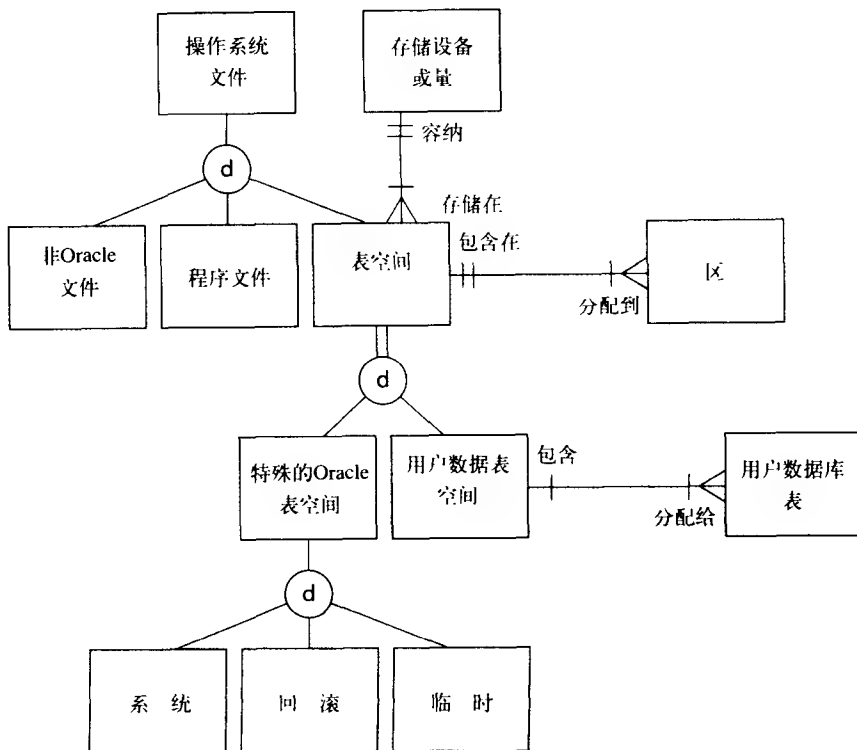 操作系统
文件
存储设备
或量
容纳
d
存储在
包含在
非Oracle
文件
程序文件
表空间
区
分配到
d
特殊的Oracle
表空间
用户数据表
空间
包含
用户数据库
表
分配给
d
系 统
回 滚
临 时